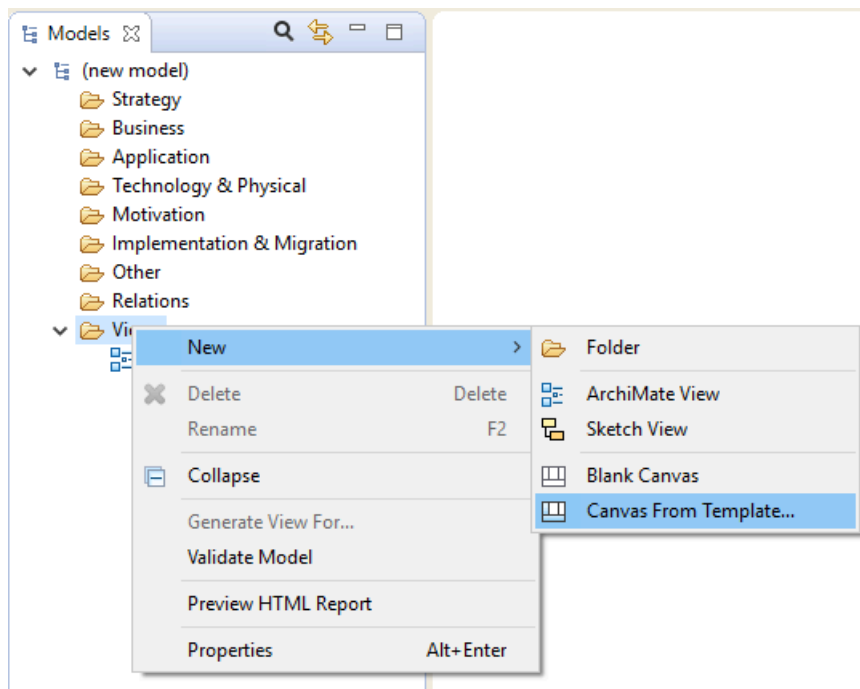 Models
(new model)
Strategy
Business
Application
Technology & Physical
Motivation
Implementation & Migration
Other
Relations
New
Delete Delete
Rename F2
Collapse
Generate View For...
Validate Model
Preview HTML Report
Properties Alt+Enter
Folder
ArchiMate View
Sketch View
Blank Canvas
Canvas From Template...